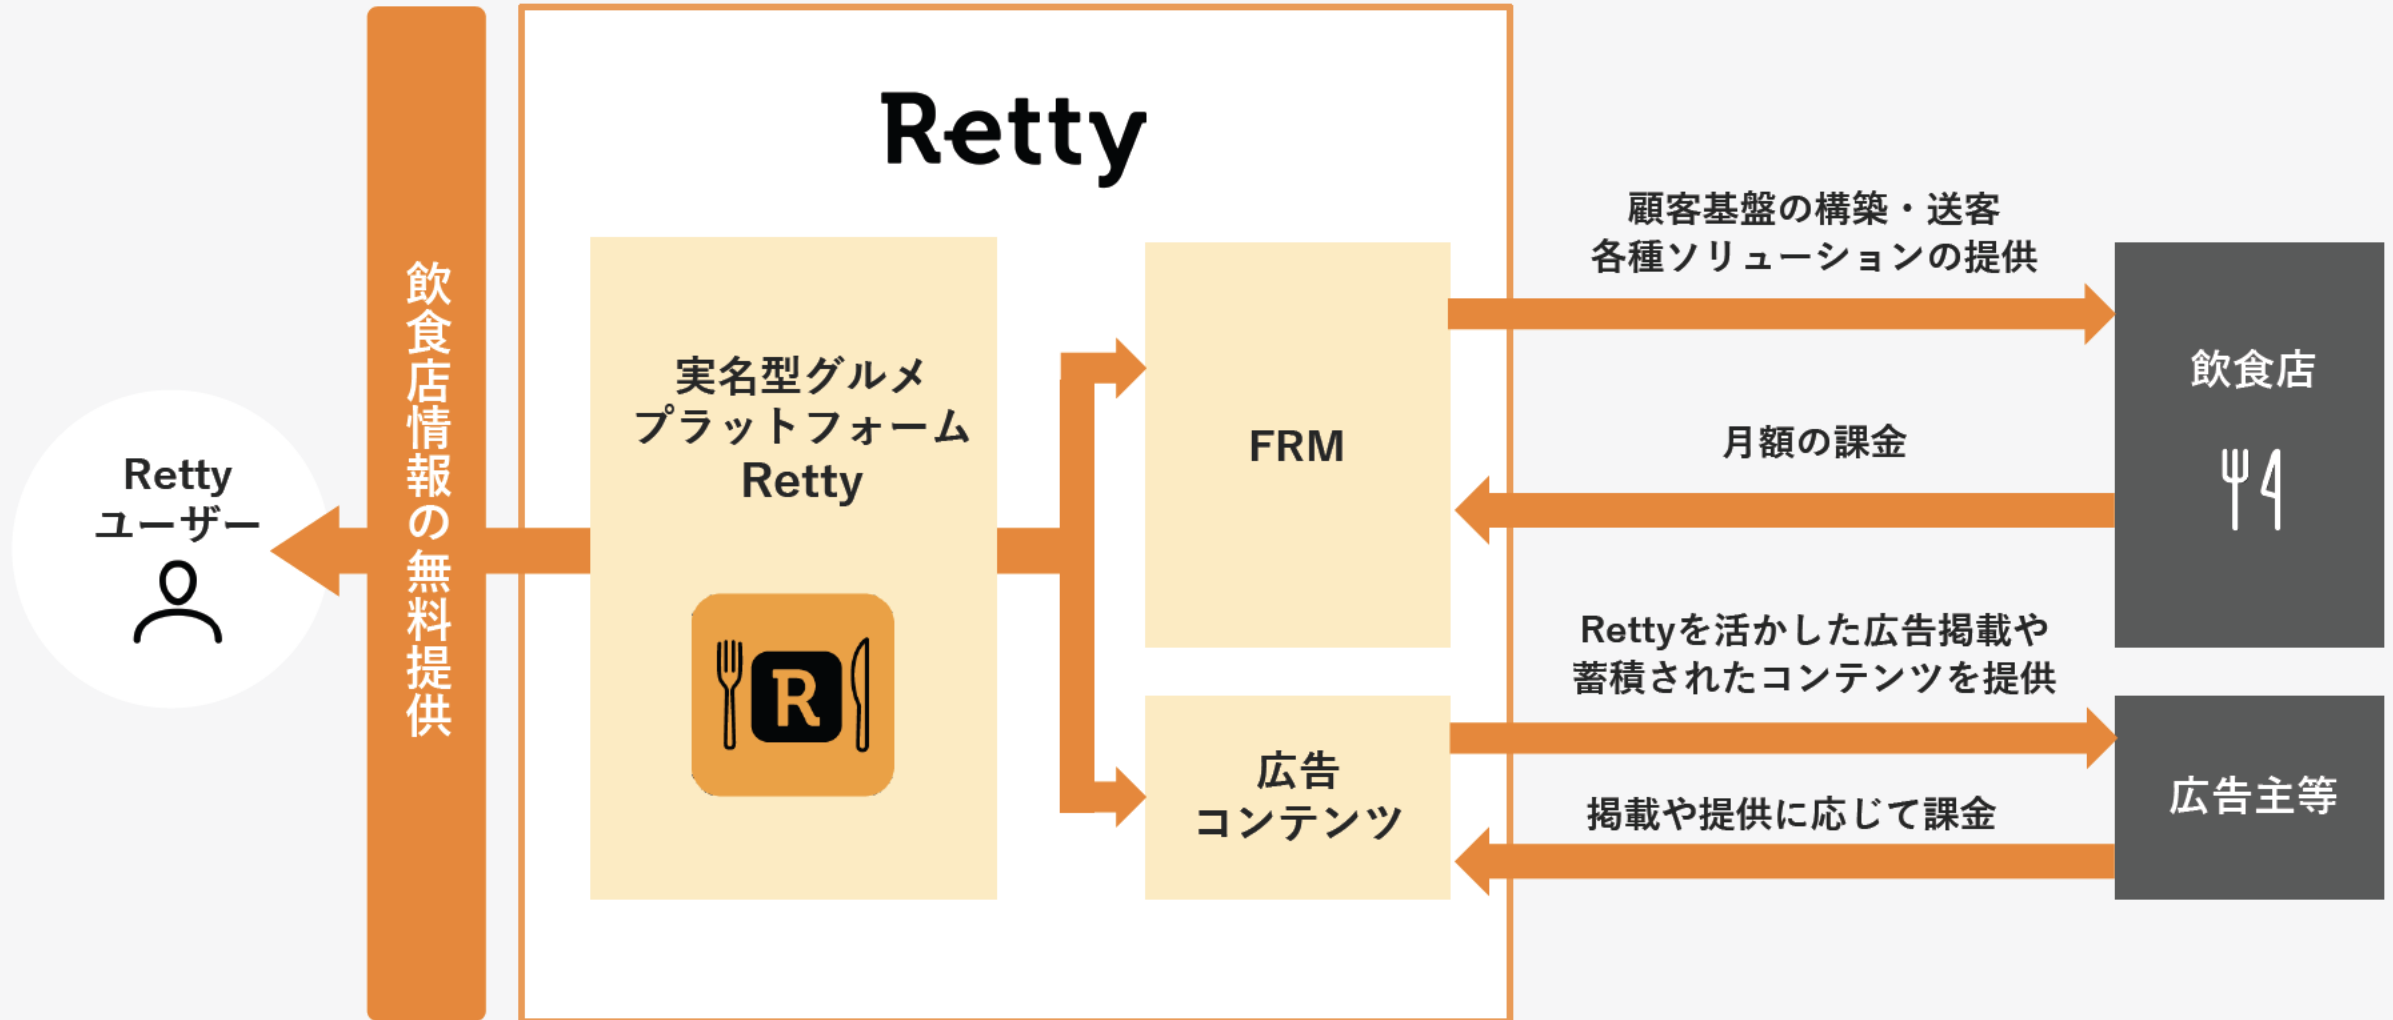 Retty
ユーザー
飲食店情報の無料提供
Retty
実名型グルメ
プラットフォーム
Retty
R
FRM
広告
コンテンツ
顧客基盤の構築・送客
各種ソリューションの提供
月額の課金
Rettyを活かした広告掲載や
蓄積されたコンテンツを提供
掲載や提供に応じて課金
飲食店
広告主等